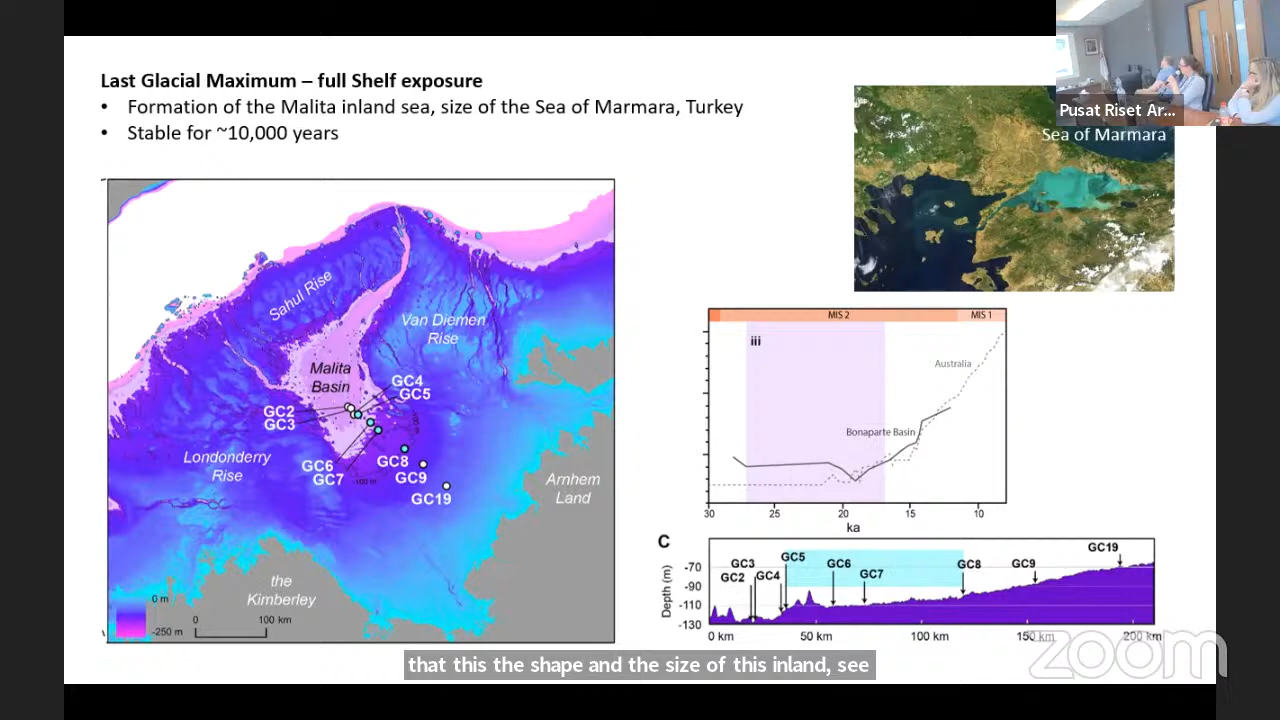 Last Glacial Maximum – full Shelf exposure
• Formation of the Malita inland sea, size of the Sea of Marmara, Turkey
• Stable for ~10,000 years
Pusat Riset Ar...
Sea of Marmara
Sahul Rise
Van Diemen
Rise
Malita
Basin
GC4
GC5
GC2
GC3
Londonderry
Rise
GC6
GC7
GC8
GC9
GC19
-100 m
Arnhem
Land
the
Kimberley
0 m
-250 m
0
100 km
MIS 2
MIS 1
iii
Australia
Bonaparte Basin
30
25
20
15
10
ka
C
GC2
GC3
GC4
GC5
GC6
GC7
GC8
GC9
GC19
Depth (m)
-70
-90
-110
-130
0 km
50 km
100 km
150 km
200 km
zoom
that this the shape and the size of this inland, see